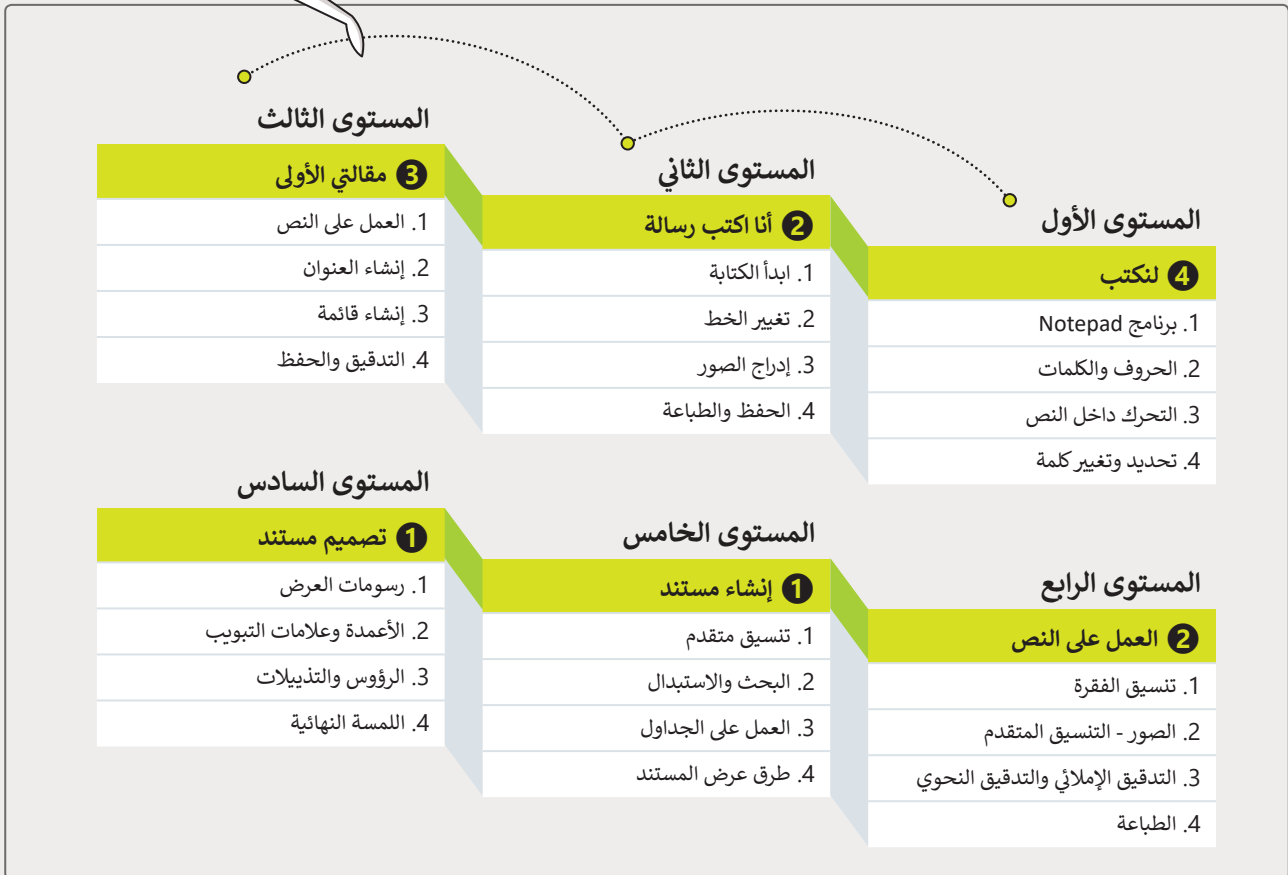 المستوى الأول
4 لنكتب
1. برنامج Notepad
2. الحروف والكلمات
3. التحرك داخل النص
4. تحديد وتغيير كلمة
المستوى الثاني
2 أنا اكتب رسالة
1. ابدأ الكتابة
2. تغيير الخط
3. إدراج الصور
4. الحفظ والطباعة
المستوى الثالث
3 مقالتي الأولى
1. العمل على النص
2. إنشاء العنوان
3. إنشاء قائمة
4. التدقيق والحفظ
المستوى الرابع
2 العمل على النص
1. تنسيق الفقرة
2. الصور - التنسيق المتقدم
3. التدقيق الإملائي والتدقيق النحوي
4. الطباعة
المستوى الخامس
1 إنشاء مستند
1. تنسيق متقدم
2. البحث والاستبدال
3. العمل على الجداول
4. طرق عرض المستند
المستوى السادس
1 تصميم مستند
1. رسومات العرض
2. الأعمدة وعلامات التبويب
3. الرؤوس والتذييلات
4. اللمسة النهائية